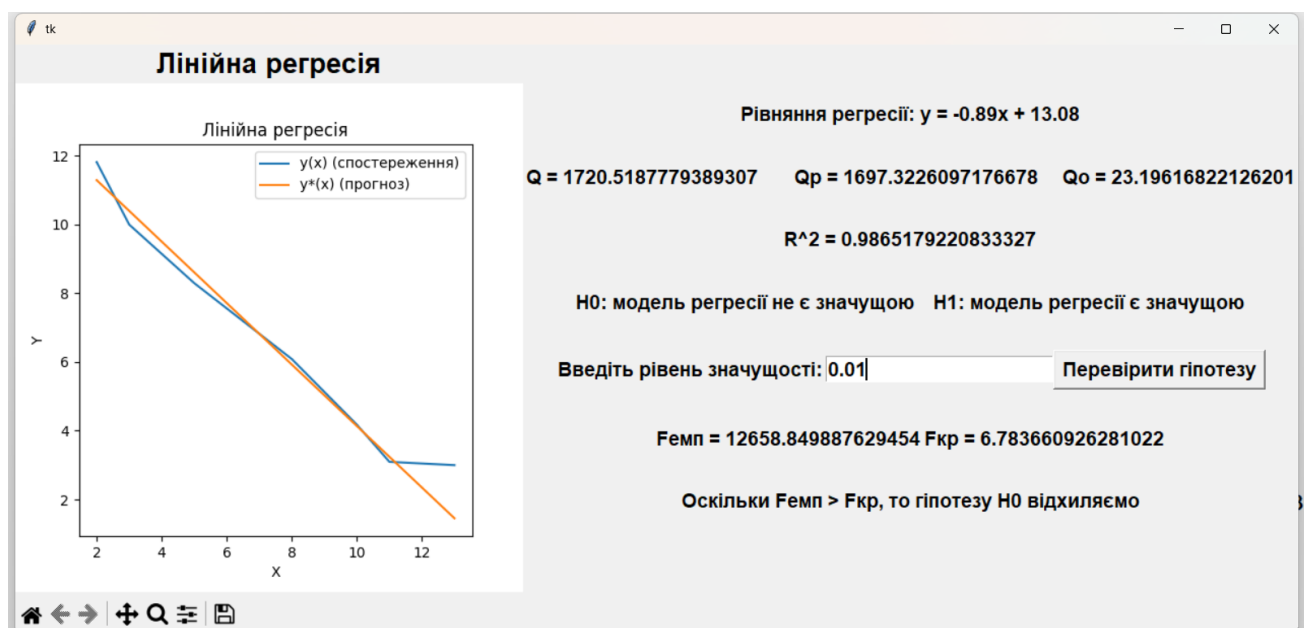 tk
Лінійна регресія
Лінійна регресія
y(x) (спостереження)
y*(x) (прогноз)
12
10
8
6
4
2
Y
2 4 6 8 10 12
X
Рівняння регресії: y = -0.89x + 13.08
Q = 1720.5187779389307 Qp = 1697.3226097176678 Qo = 23.19616822126201
R^2 = 0.9865179220833327
H0: модель регресії не є значущою H1: модель регресії є значущою
Введіть рівень значущості: 0.01 Перевірити гіпотезу
Fемп = 12658.849887629454 Fкр = 6.783660926281022
Оскільки Fемп > Fкр, то гіпотезу H0 відхиляємо